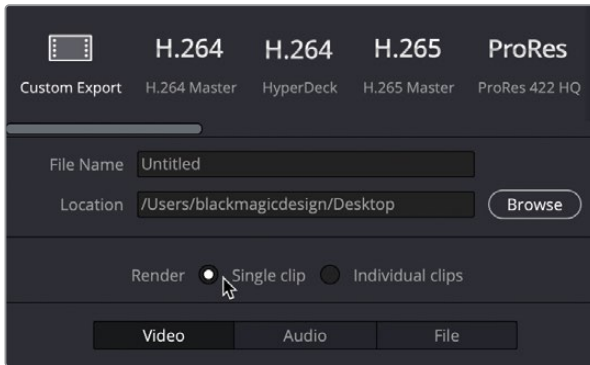 H.264 H.264 H.265 ProRes
Custom Export H.264 Master HyperDeck H.265 Master ProRes 422 HQ
File Name Untitled
Location /Users/blackmagicdesign/Desktop Browse
Render Single clip Individual clips
Video Audio File